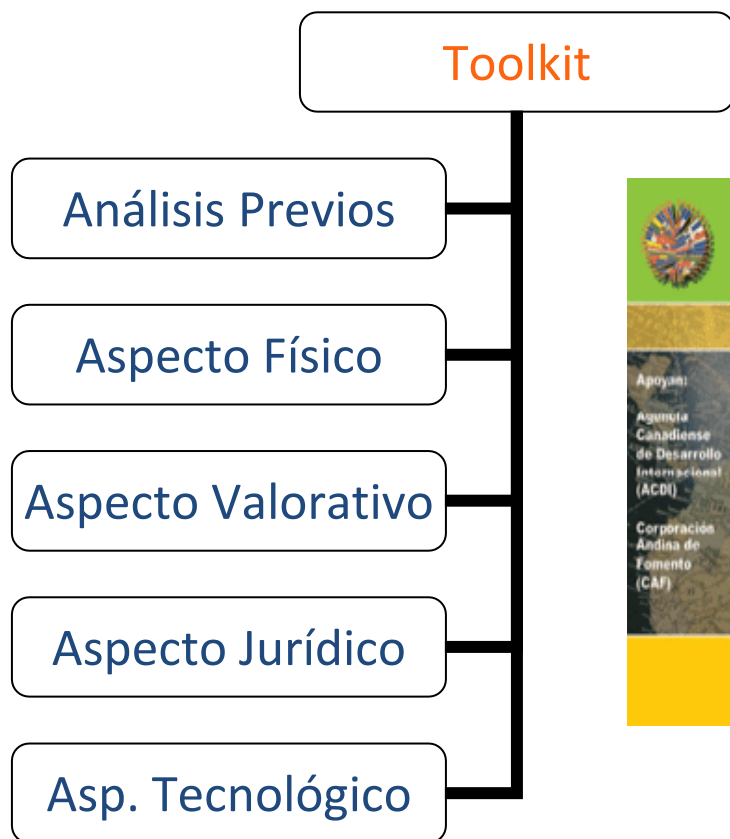 Toolkit
Análisis Previos
Aspecto Físico
Aspecto Valorativo
Aspecto Jurídico
Asp. Tecnológico
Apoyan:
Agencia
Canadiense
de Desarrollo
Internacional
(ACDI)
Corporación
Andina de
Fomento
(CAF)